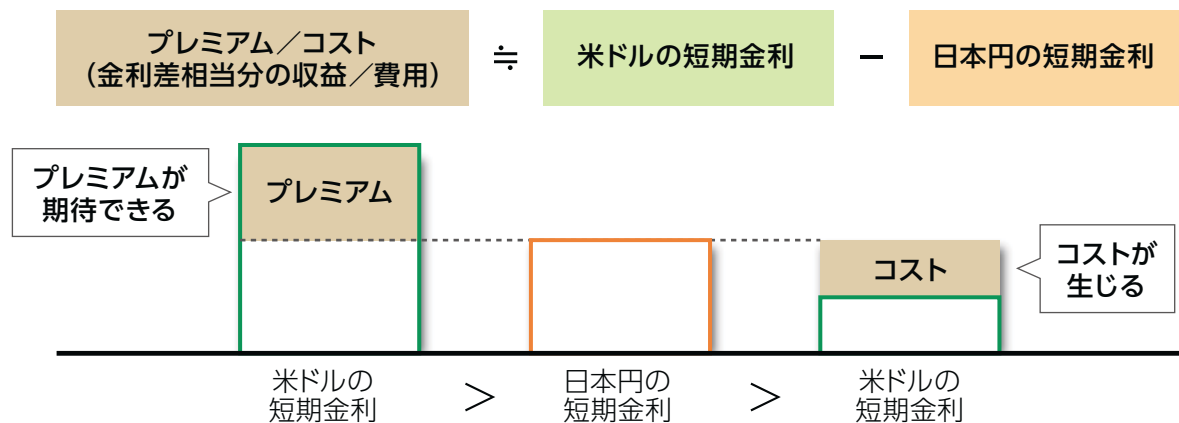 プレミアム／コスト
（金利差相当分の収益／費用）
≒
米ドルの短期金利
−
日本円の短期金利
プレミアムが
期待できる
プレミアム
コスト
コストが
生じる
米ドルの
短期金利
＞
日本円の
短期金利
＞
米ドルの
短期金利